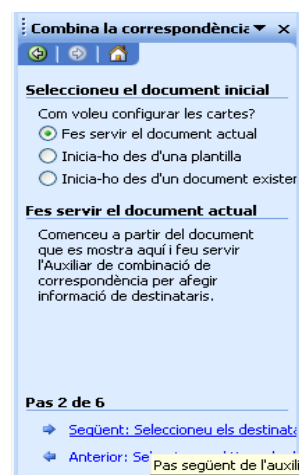 Combina la correspondència
Seleccioneu el document inicial
Com voleu configurar les cartes?
Fes servir el document actual
Inicia-ho des d'una plantilla
Inicia-ho des d'un document exister
Fes servir el document actual
Comenceu a partir del document
que es mostra aquí i feu servir
l'Auxiliar de combinació de
correspondència per afegir
informació de destinataris.
Pas 2 de 6
Següent: Seleccioneu els destinata
Anterior: Se
Pas següent de l'auxili